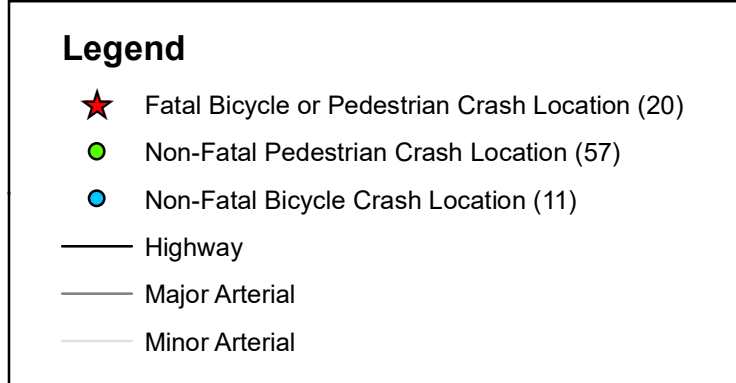 Legend
Fatal Bicycle or Pedestrian Crash Location (20)
Non-Fatal Pedestrian Crash Location (57)
Non-Fatal Bicycle Crash Location (11)
Highway
Major Arterial
Minor Arterial